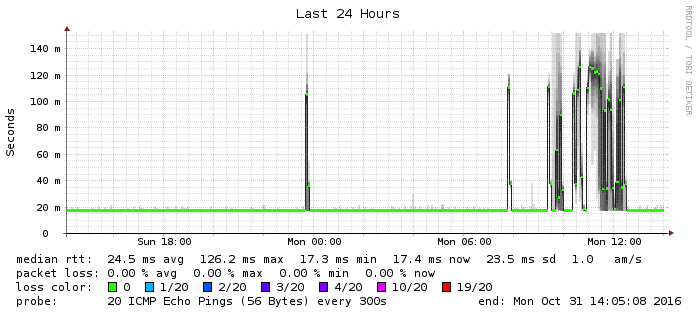 Last 24 Hours
RRDTOOL / TOBI OETIKER
Seconds
140 m
120 m
100 m
80 m
60 m
40 m
20 m
0
Sun 18:00 Mon 00:00 Mon 06:00 Mon 12:00
median rtt: 24.5 ms avg 126.2 ms max 17.3 ms min 17.4 ms now 23.5 ms sd 1.0 am/s
packet loss: 0.00 % avg 0.00 % max 0.00 % min 0.00 % now
loss color: 0 1/20 2/20 3/20 4/20 10/20 19/20
probe: 20 ICMP Echo Pings (56 Bytes) every 300s end: Mon Oct 31 14:05:08 2016